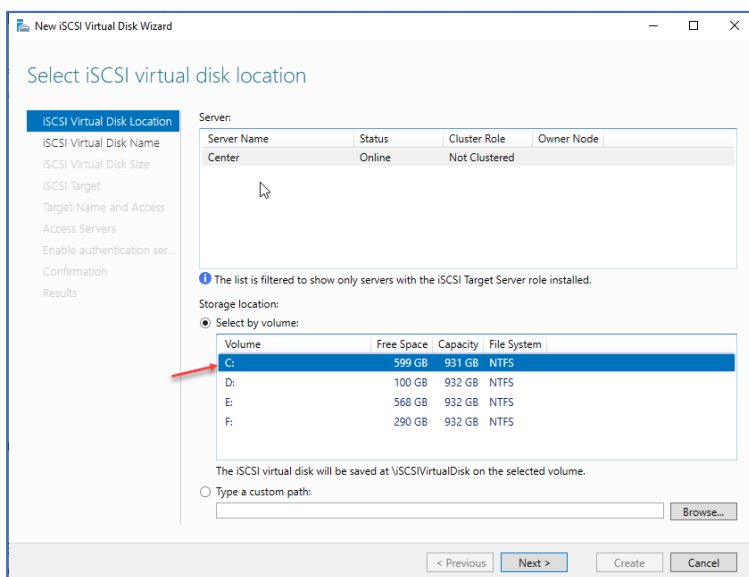 New iSCSI Virtual Disk Wizard
Select iSCSI virtual disk location
iSCSI Virtual Disk Location
iSCSI Virtual Disk Name
iSCSI Virtual Disk Size
iSCSI Target
Target Name and Access
Access Servers
Enable authentication ser...
Confirmation
Results
Server:
Server Name Status Cluster Role Owner Node
Center Online Not Clustered
The list is filtered to show only servers with the iSCSI Target Server role installed.
Storage location:
Select by volume:
Volume Free Space Capacity File System
C: 599 GB 931 GB NTFS
D: 100 GB 932 GB NTFS
E: 568 GB 932 GB NTFS
F: 290 GB 932 GB NTFS
The iSCSI virtual disk will be saved at \iSCSIVirtualDisk on the selected volume.
Type a custom path:
Browse...
< Previous Next > Create Cancel